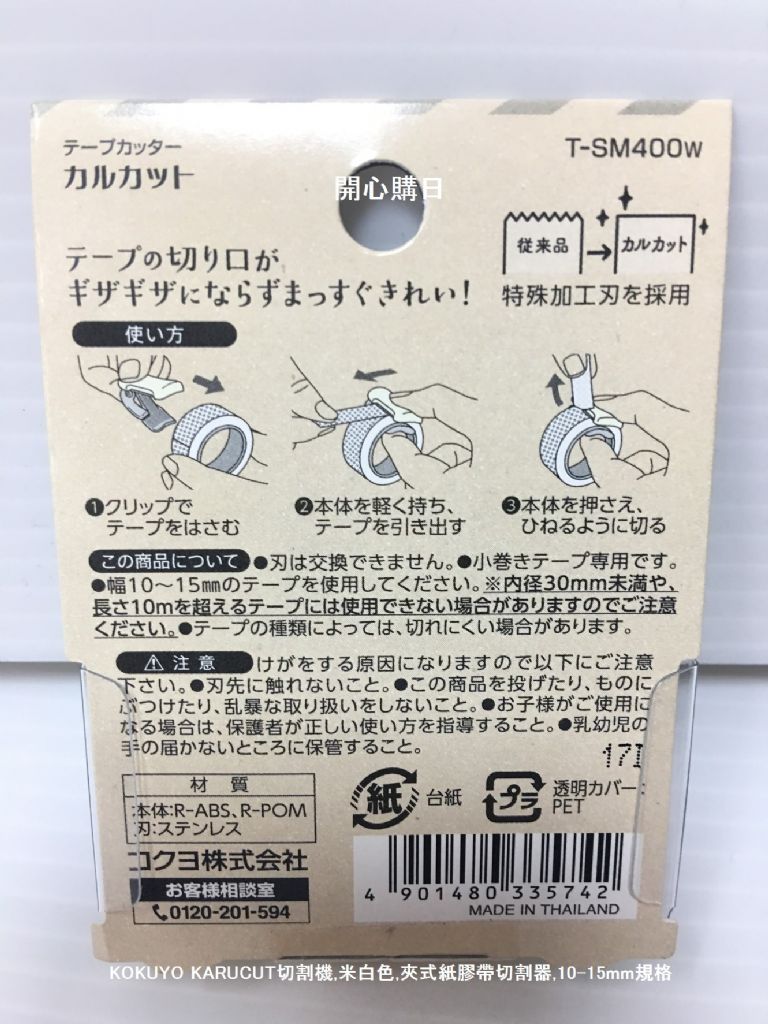 テープカッター
カルカット
T-SM400W
開心購日
従来品
カルカット
特殊加工刃を採用
テープの切り口が
ギザギザにならずまっすぐきれい!
使い方
❶クリップで
テープをはさむ
❷本体を軽く持ち、
テープを引き出す
❸本体を押さえ、
ひねるように切る
この商品について ●刃は交換できません。●小巻きテープ専用です。
●幅10〜15㎜のテープを使用してください。※内径30mm未満や、
長さ10mを超えるテープには使用できない場合がありますのでご注意
ください。●テープの種類によっては、切れにくい場合があります。
⚠ 注意 けがをする原因になりますので以下にご注意
下さい。●刃先に触れないこと。●この商品を投げたり、ものに
ぶつけたり、乱暴な取り扱いをしないこと。●お子様がご使用に
なる場合は、保護者が正しい使い方を指導すること。●乳幼児の
手の届かないところに保管すること。
材質
本体:R-ABS、R-POM
刃:ステンレス
紙
台紙
プラ
透明カバー:
PET
コクヨ株式会社
お客様相談室
0120-201-594
4 901480 335742
MADE IN THAILAND
KOKUYO KARUCUT切割機,米白色,夾式紙膠帶切割器,10-15mm規格